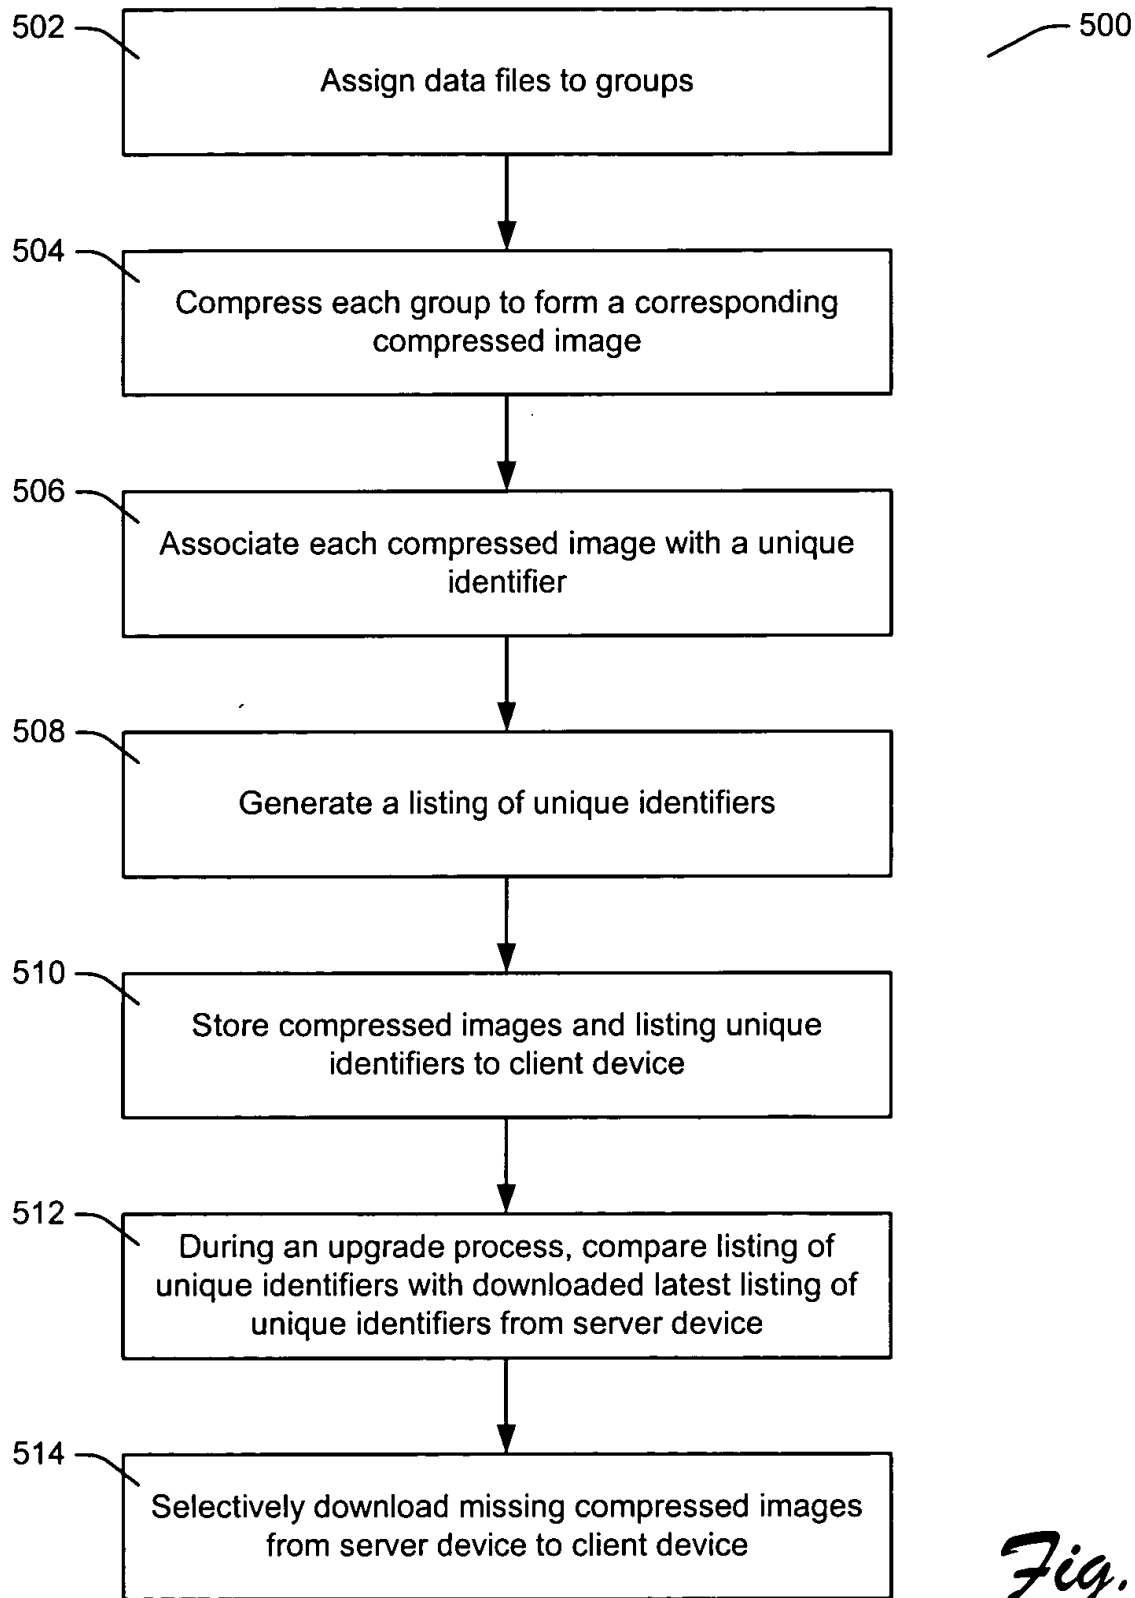 500
502
Assign data files to groups
504
Compress each group to form a corresponding
compressed image
506
Associate each compressed image with a unique
identifier
508
Generate a listing of unique identifiers
510
Store compressed images and listing unique
identifiers to client device
512
During an upgrade process, compare listing of
unique identifiers with downloaded latest listing of
unique identifiers from server device
514
Selectively download missing compressed images
from server device to client device
Fig.